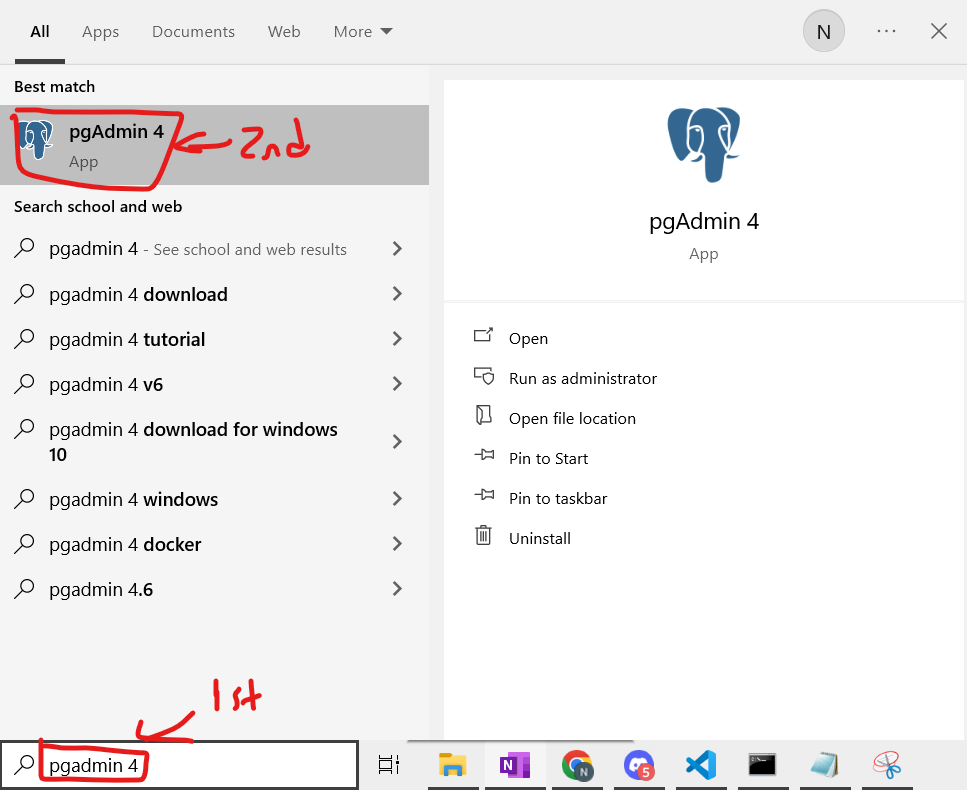 All Apps Documents Web More N ...
Best match
pgAdmin 4
App
2nd
Search school and web
pgadmin 4 - See school and web results
pgadmin 4 download
pgadmin 4 tutorial
pgadmin 4 v6
pgadmin 4 download for windows
10
pgadmin 4 windows
pgadmin 4 docker
pgadmin 4.6
pgAdmin 4
App
Open
Run as administrator
Open file location
Pin to Start
Pin to taskbar
Uninstall
1st
pgadmin 4
N
N
5